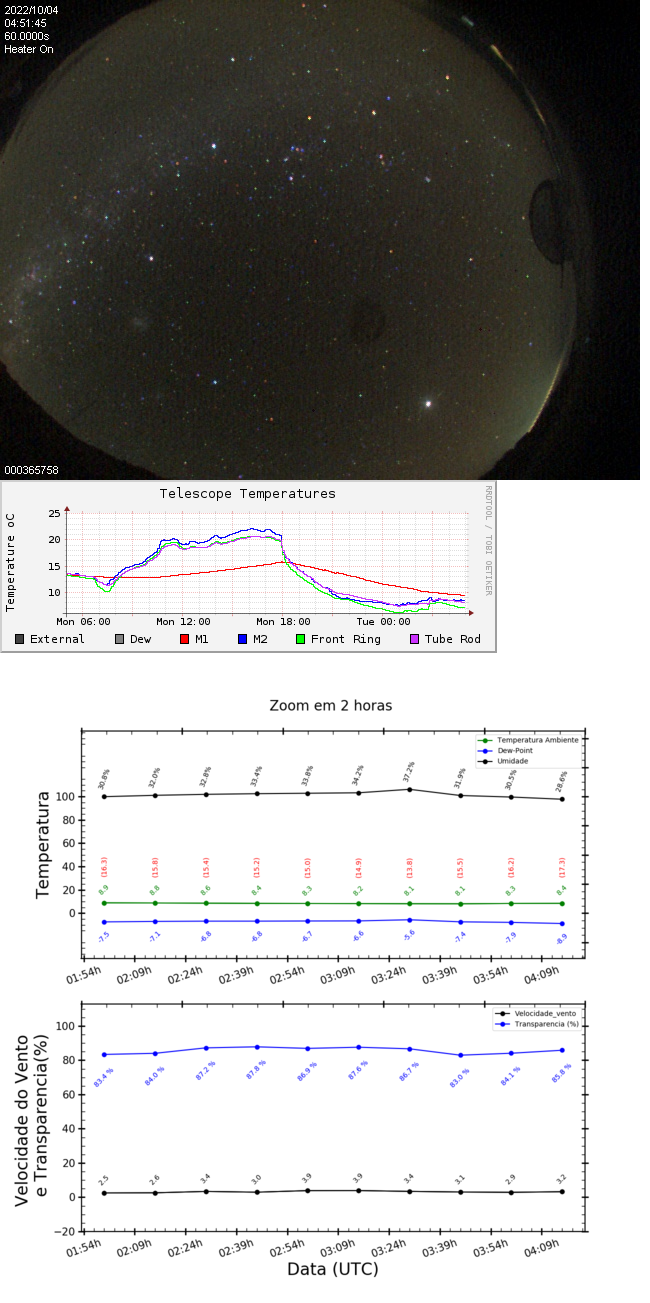 2022/10/04
04:51:45
60.0000s
Heater On
000365758
Telescope Temperatures
RRDTOOL / TOBI OETIKER
Temperature oC
25
20
15
10
Mon 06:00 Mon 12:00 Mon 18:00 Tue 00:00
External Dew M1 M2 Front Ring Tube Rod
Zoom em 2 horas
Temperatura Ambiente
Dew-Point
Umidade
Temperatura
100
80
60
40
20
0
30.8% 32.0% 32.8% 33.4% 33.8% 34.2% 37.2% 31.9% 30.5% 28.6%
(16.3) (15.8) (15.4) (15.2) (15.0) (14.9) (13.8) (15.5) (16.2) (17.3)
8.9 8.8 8.6 8.4 8.3 8.2 8.1 8.1 8.3 8.4
-7.5 -7.1 -6.8 -6.8 -6.7 -6.6 -5.6 -7.4 -7.9 -8.9
01:54h 02:09h 02:24h 02:39h 02:54h 03:09h 03:24h 03:39h 03:54h 04:09h
Velocidade_vento
Transparencia (%)
Velocidade do Vento
e Transparencia(%)
100
80
60
40
20
0
−20
83.4 % 84.0 % 87.2 % 87.8 % 86.9 % 87.6 % 86.7 % 83.0 % 84.1 % 85.8 %
2.5 2.6 3.4 3.0 3.9 3.9 3.4 3.1 2.9 3.2
01:54h 02:09h 02:24h 02:39h 02:54h 03:09h 03:24h 03:39h 03:54h 04:09h
Data (UTC)